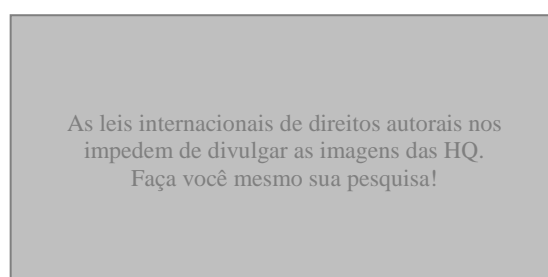 As leis internacionais de direitos autorais nos
impedem de divulgar as imagens das HQ.
Faça você mesmo sua pesquisa!